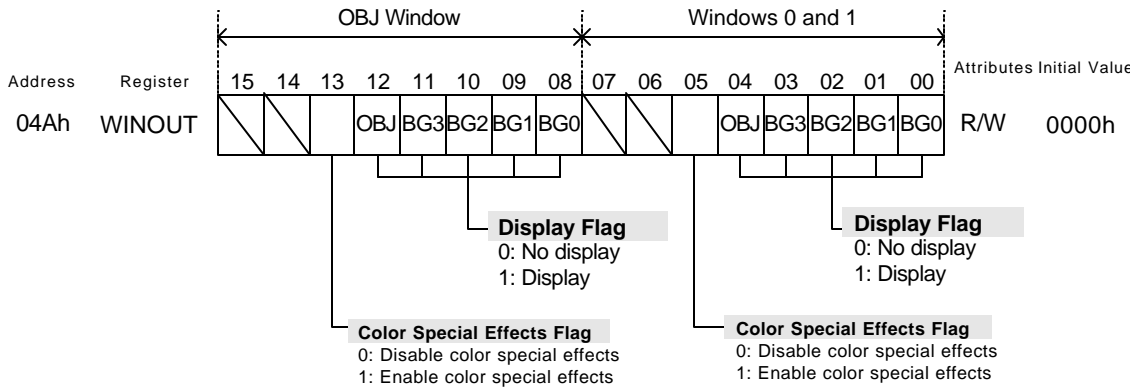 OBJ Window
Windows 0 and 1
Address Register 15 14 13 12 11 10 09 08 07 06 05 04 03 02 01 00 Attributes Initial Value
04Ah WINOUT OBJ BG3 BG2 BG1 BG0 OBJ BG3 BG2 BG1 BG0 R/W 0000h
Display Flag
0: No display
1: Display
Display Flag
0: No display
1: Display
Color Special Effects Flag
0: Disable color special effects
1: Enable color special effects
Color Special Effects Flag
0: Disable color special effects
1: Enable color special effects